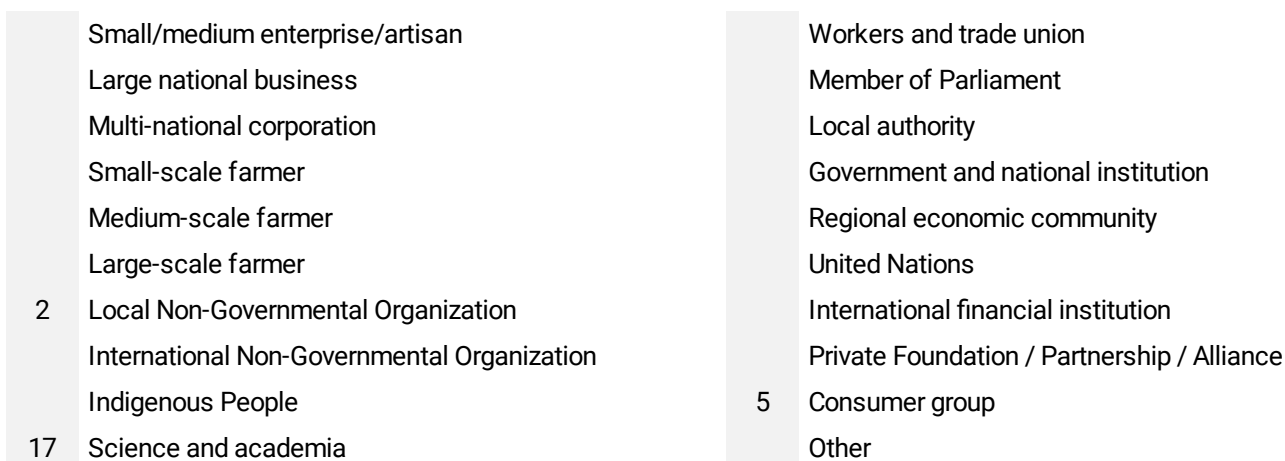 Small/medium enterprise/artisan
Large national business
Multi-national corporation
Small-scale farmer
Medium-scale farmer
Large-scale farmer
2 Local Non-Governmental Organization
International Non-Governmental Organization
Indigenous People
17 Science and academia
Workers and trade union
Member of Parliament
Local authority
Government and national institution
Regional economic community
United Nations
International financial institution
Private Foundation / Partnership / Alliance
5 Consumer group
Other